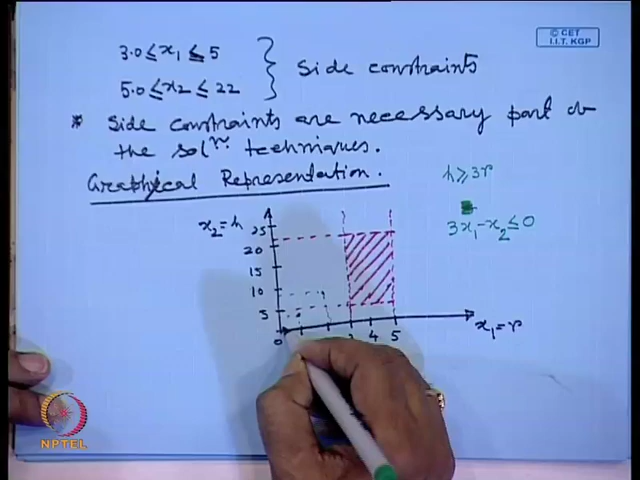 © CET
I.I.T. KGP
3.0 ≤ x₁ ≤ 5
5.0 ≤ x₂ ≤ 22
} Side constraints
* Side constraints are necessary part
the solⁿ techniques.
Graphical Representation.
h ≥ 3r
3x₁ - x₂ ≤ 0
x₂ = h
25
20
15
10
5
0
3 4 5
x₁ = r
NPTEL